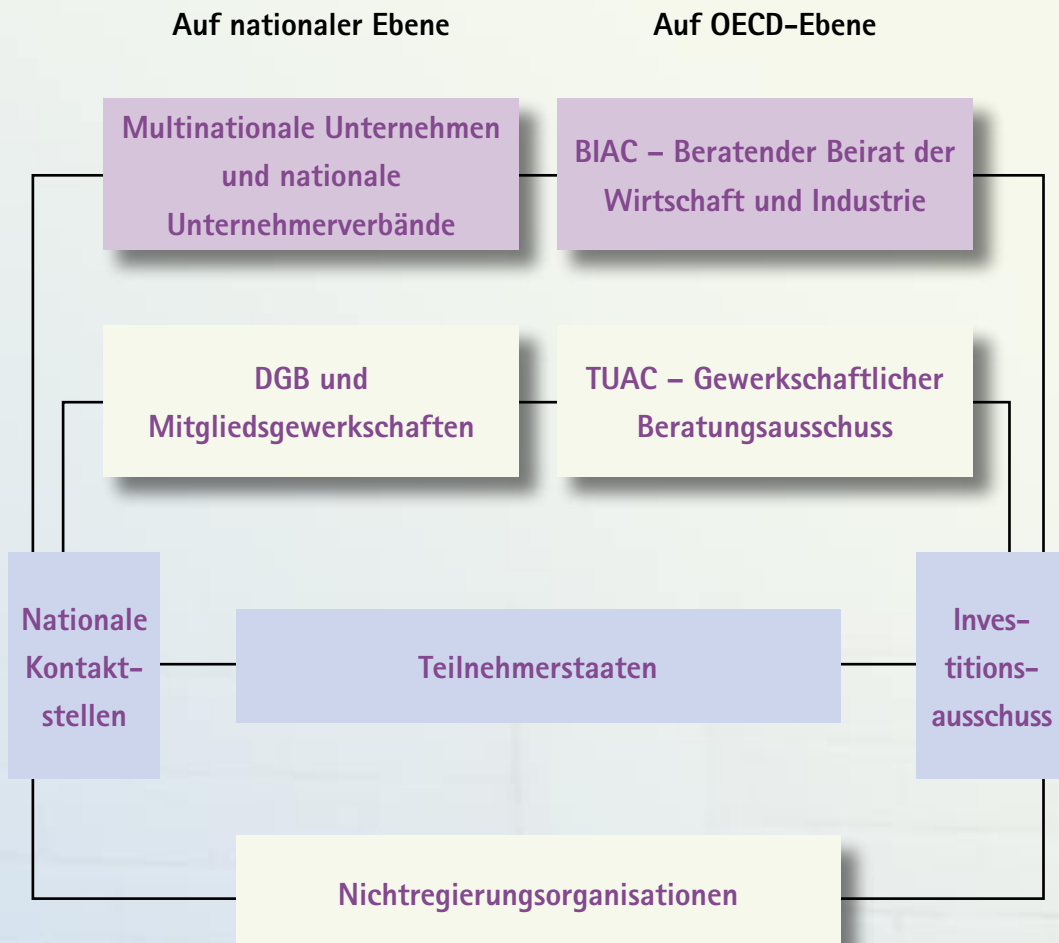 Auf nationaler Ebene
Auf OECD-Ebene
Multinationale Unternehmen
und nationale
Unternehmerverbände
BIAC – Beratender Beirat der
Wirtschaft und Industrie
DGB und
Mitgliedsgewerkschaften
TUAC – Gewerkschaftlicher
Beratungsausschuss
Nationale
Kontakt-
stellen
Teilnehmerstaaten
Inves-
titions-
ausschuss
Nichtregierungsorganisationen